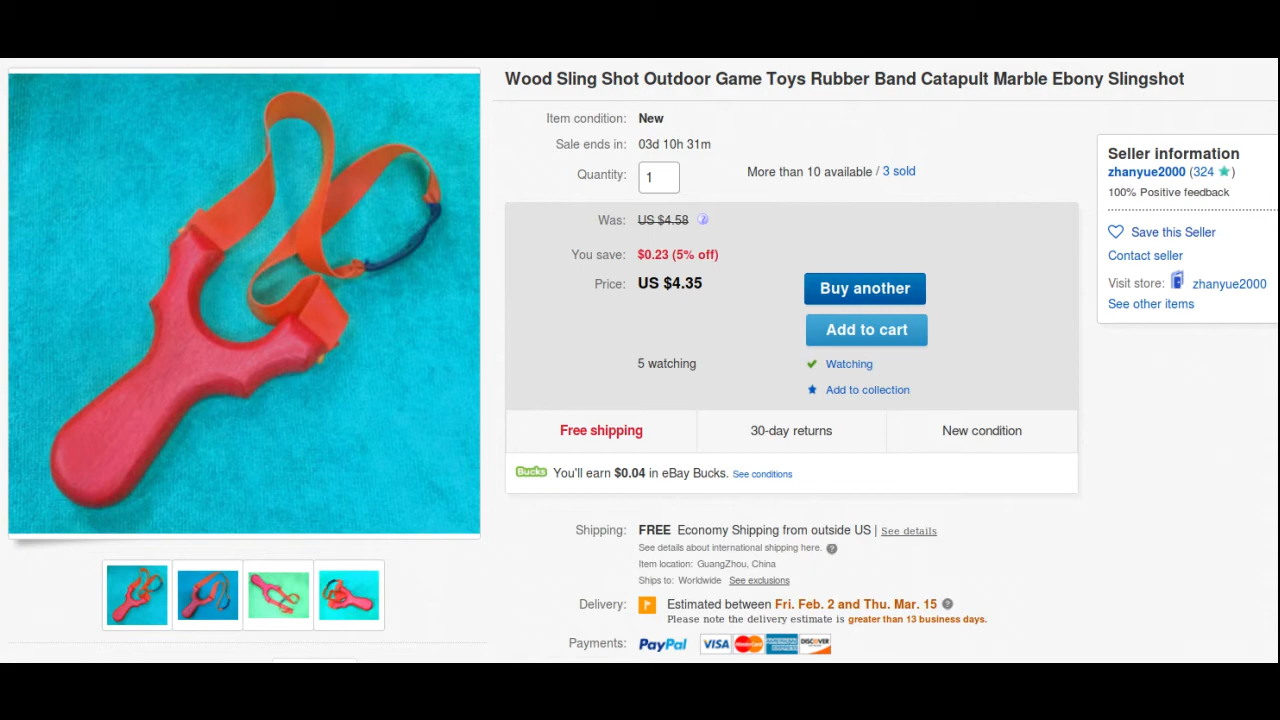 Wood Sling Shot Outdoor Game Toys Rubber Band Catapult Marble Ebony Slingshot
Item condition: New
Sale ends in: 03d 10h 31m
Quantity: 1 More than 10 available / 3 sold
Was: US $4.58
You save: $0.23 (5% off)
Price: US $4.35
Buy another
Add to cart
5 watching Watching
Add to collection
Free shipping 30-day returns New condition
Bucks You'll earn $0.04 in eBay Bucks. See conditions
Shipping: FREE Economy Shipping from outside US | See details
See details about international shipping here. ?
Item location: GuangZhou, China
Ships to: Worldwide See exclusions
Delivery: Estimated between Fri. Feb. 2 and Thu. Mar. 15 ?
Please note the delivery estimate is greater than 13 business days.
Payments: PayPal VISA MasterCard AMERICAN EXPRESS DISCOVER
Seller information
zhanyue2000 (324 )
100% Positive feedback
Save this Seller
Contact seller
Visit store: zhanyue2000
See other items